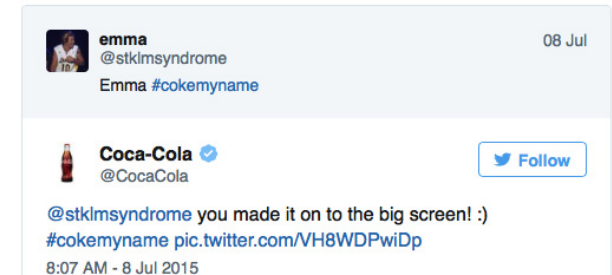 emma
08 Jul
@stklmsyndrome
Emma #cokemyname
Coca-Cola
Follow
@CocaCola
@stklmsyndrome you made it on to the big screen! :)
#cokemyname pic.twitter.com/VH8WDPwiDp
8:07 AM - 8 Jul 2015